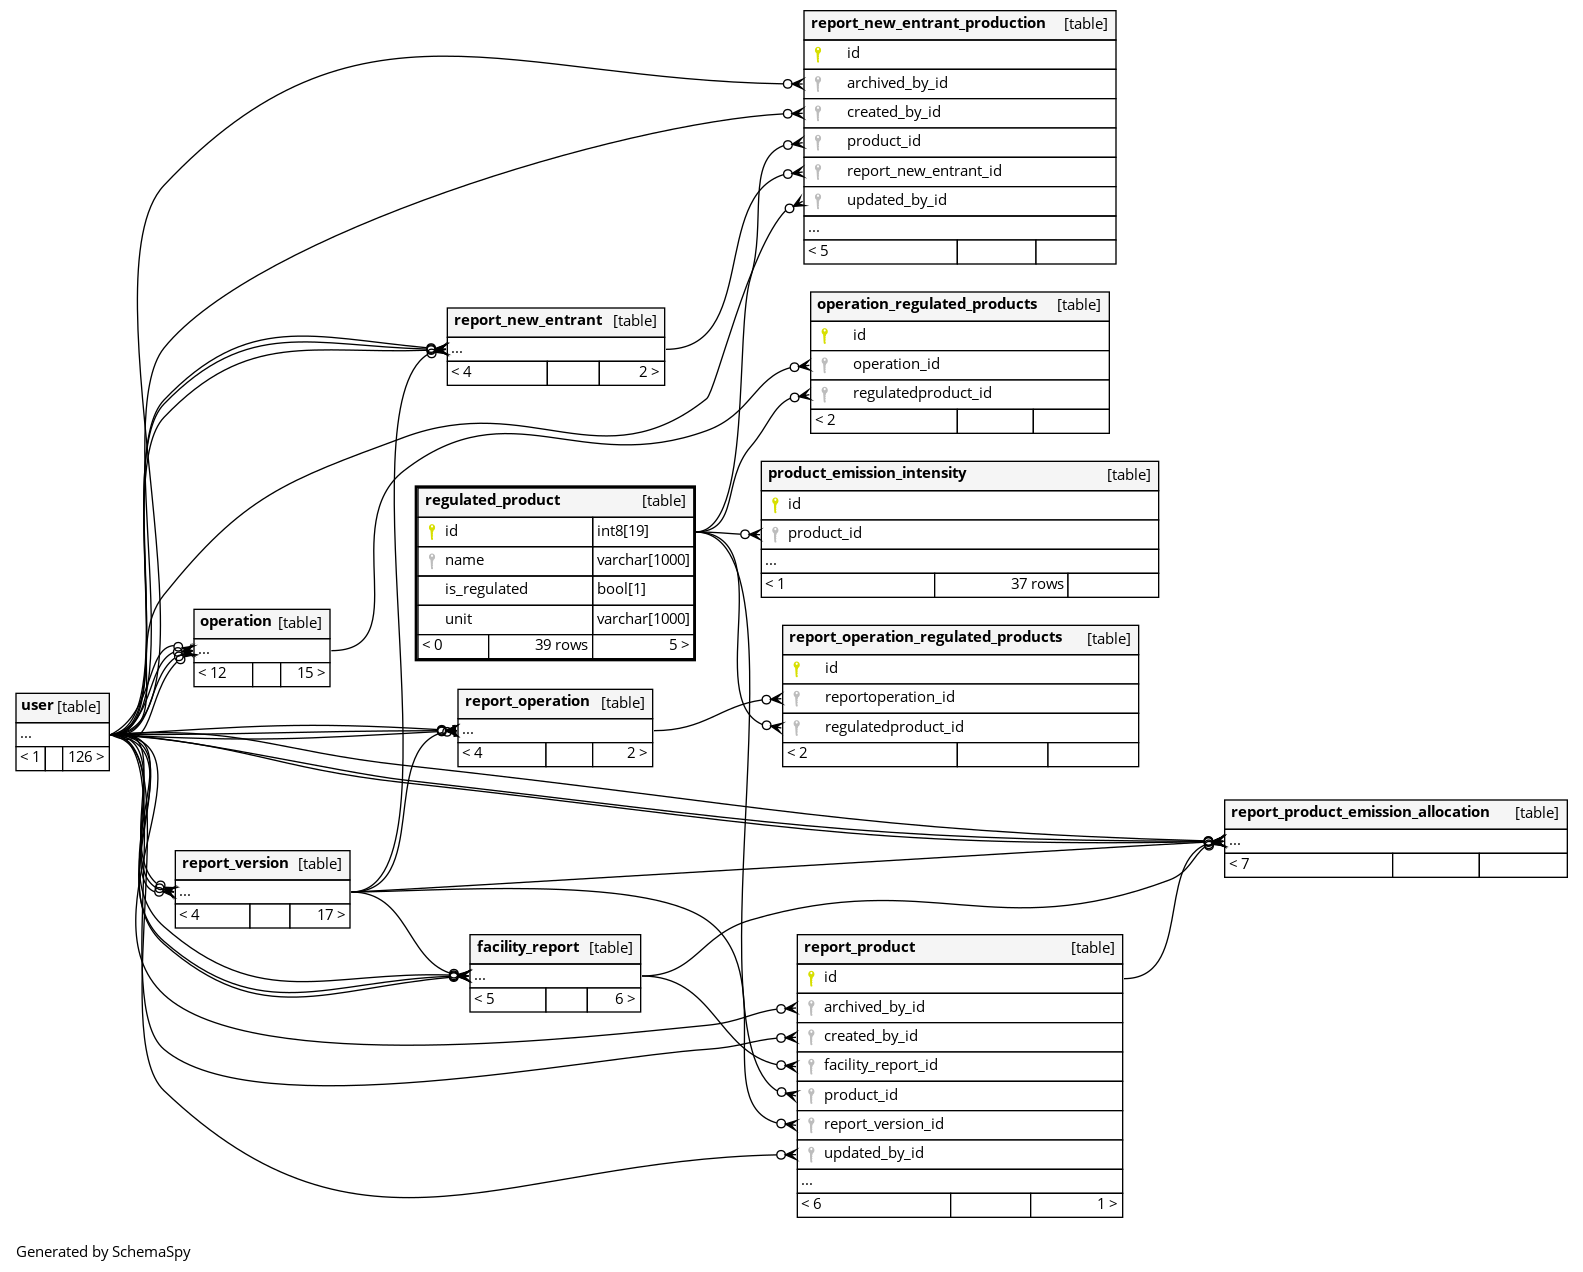 report_new_entrant_production [table]
id
archived_by_id
created_by_id
product_id
report_new_entrant_id
updated_by_id
...
< 5
operation_regulated_products [table]
id
operation_id
regulatedproduct_id
< 2
report_new_entrant [table]
...
< 4 2 >
product_emission_intensity [table]
id
product_id
...
< 1 37 rows
regulated_product [table]
id int8[19]
name varchar[1000]
is_regulated bool[1]
unit varchar[1000]
< 0 39 rows 5 >
operation [table]
...
< 12 15 >
report_operation_regulated_products [table]
id
reportoperation_id
regulatedproduct_id
< 2
user [table]
...
< 1 126 >
report_operation [table]
...
< 4 2 >
report_product_emission_allocation [table]
...
< 7
report_version [table]
...
< 4 17 >
facility_report [table]
...
< 5 6 >
report_product [table]
id
archived_by_id
created_by_id
facility_report_id
product_id
report_version_id
updated_by_id
...
< 6 1 >
Generated by SchemaSpy